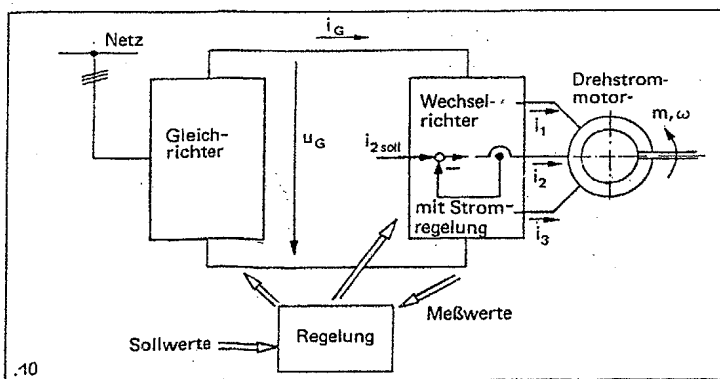 Netz
i_G
Gleich-
richter
u_G
i_2 soll
Wechsel-
richter
–
mit Strom-
regelung
i_1
i_2
i_3
Drehstrom-
motor-
m, ω
Meßwerte
Sollwerte
Regelung
.10